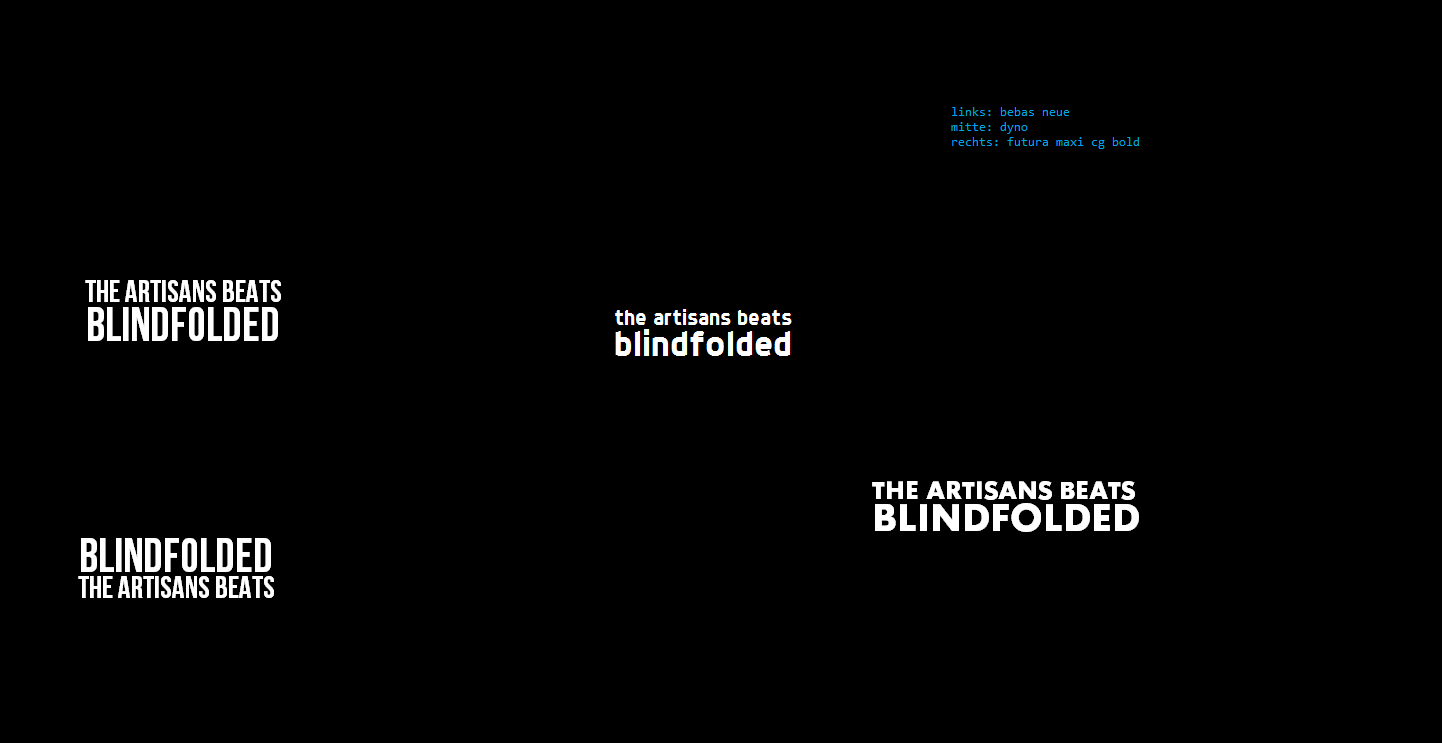 links: bebas neue
mitte: dyno
rechts: futura maxi cg bold
THE ARTISANS BEATS
BLINDFOLDED
the artisans beats
blindfolded
THE ARTISANS BEATS
BLINDFOLDED
BLINDFOLDED
THE ARTISANS BEATS